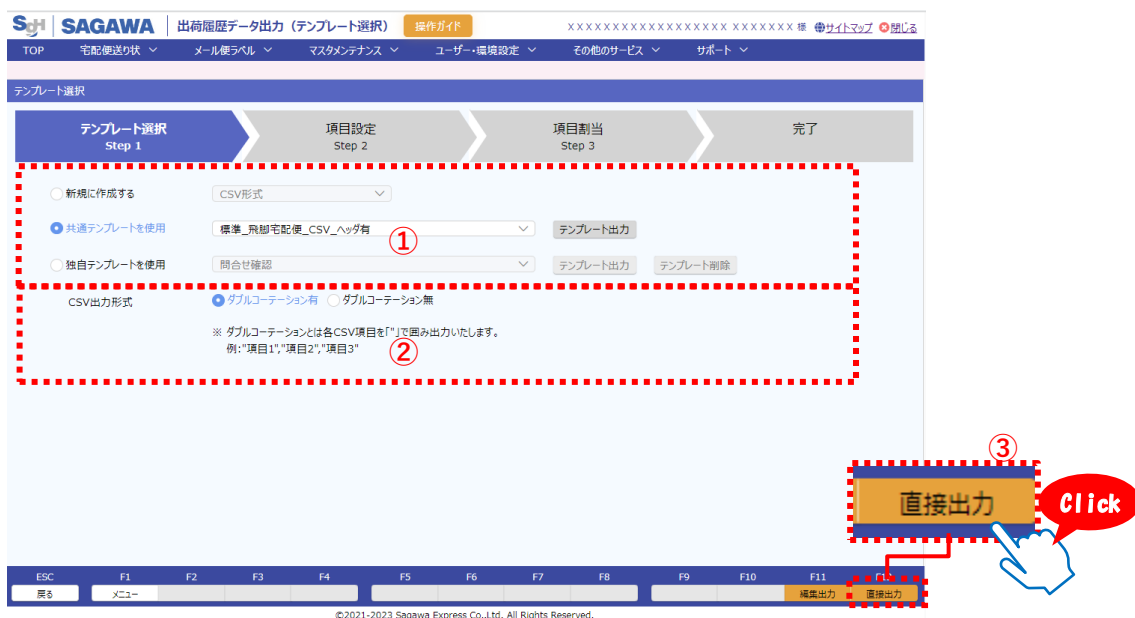 SGH SAGAWA 出荷履歴データ出力（テンプレート選択） 操作ガイド XXXXXXXXXXXXXXXXXXX XXXXXXX 様 サイトマップ 閉じる
TOP 宅配便送り状 メール便ラベル マスタメンテナンス ユーザー・環境設定 その他のサービス サポート
テンプレート選択
テンプレート選択 項目設定 項目割当 完了
Step 1 Step 2 Step 3
新規に作成する CSV形式
共通テンプレートを使用 標準_飛脚宅配便_CSV_ヘッダ有 テンプレート出力
①
独自テンプレートを使用 問合せ確認 テンプレート出力 テンプレート削除
CSV出力形式 ダブルコーテーション有 ダブルコーテーション無
※ ダブルコーテーションとは各CSV項目を「"」で囲み出力いたします。
例:"項目1","項目2","項目3"
②
③
直接出力 Click
ESC F1 F2 F3 F4 F5 F6 F7 F8 F9 F10 F11
戻る メニュー 編集出力 直接出力
©2021-2023 Sagawa Express Co.,Ltd. All Rights Reserved.